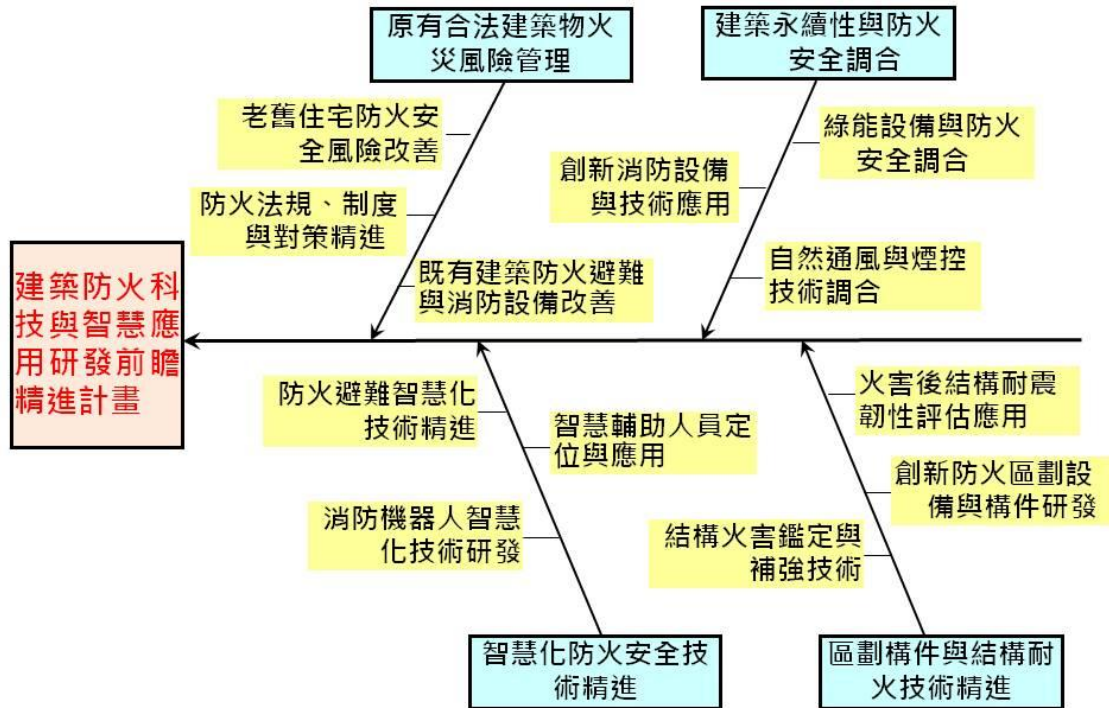 原有合法建築物火
災風險管理
建築永續性與防火
安全調合
老舊住宅防火安
全風險改善
防火法規、制度
與對策精進
既有建築防火避難
與消防設備改善
綠能設備與防火
安全調合
創新消防設備
與技術應用
自然通風與煙控
技術調合
建築防火科
技與智慧應
用研發前瞻
精進計畫
防火避難智慧化
技術精進
智慧輔助人員定
位與應用
消防機器人智慧
化技術研發
火害後結構耐震
韌性評估應用
創新防火區劃設
備與構件研發
結構火害鑑定與
補強技術
智慧化防火安全技
術精進
區劃構件與結構耐
火技術精進